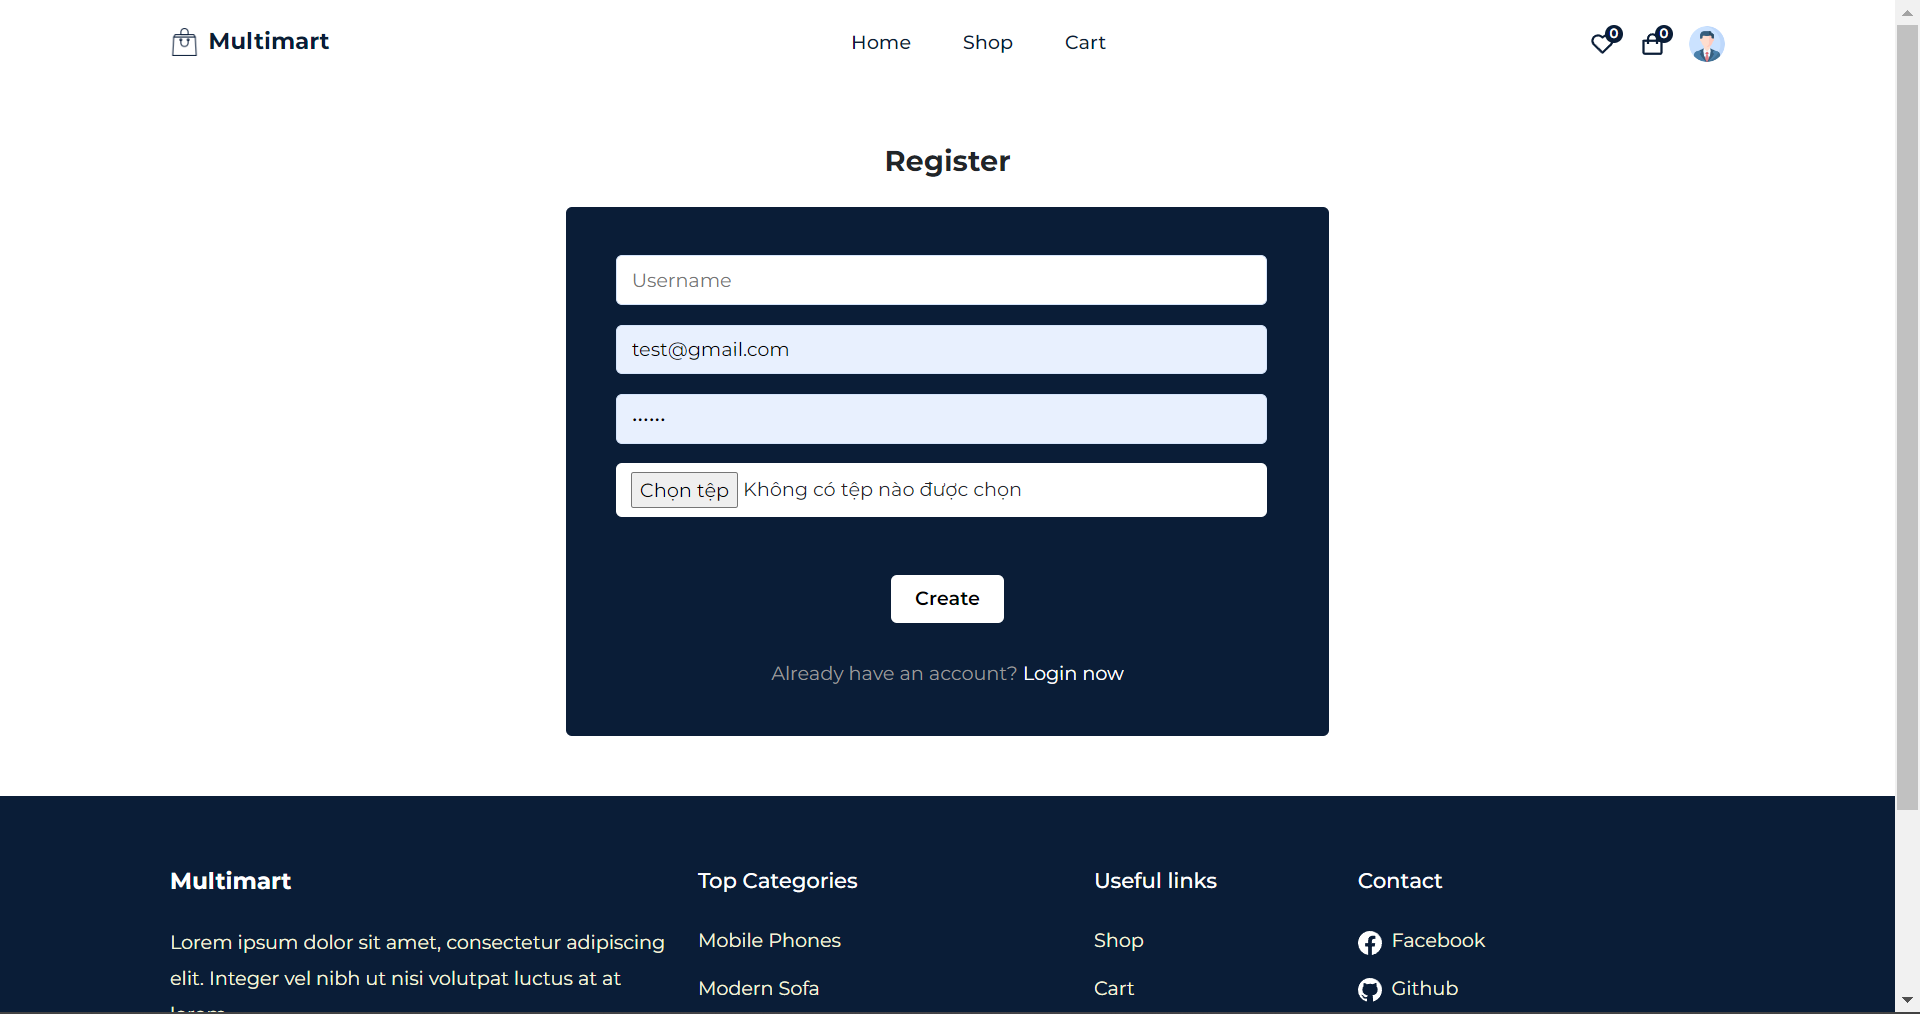 Multimart
Home Shop Cart
0 0
Register
Username
test@gmail.com
••••••
Chọn tệp Không có tệp nào được chọn
Create
Already have an account? Login now
Multimart
Lorem ipsum dolor sit amet, consectetur adipiscing
elit. Integer vel nibh ut nisi volutpat luctus at at
Top Categories
Mobile Phones
Modern Sofa
Useful links
Shop
Cart
Contact
Facebook
Github